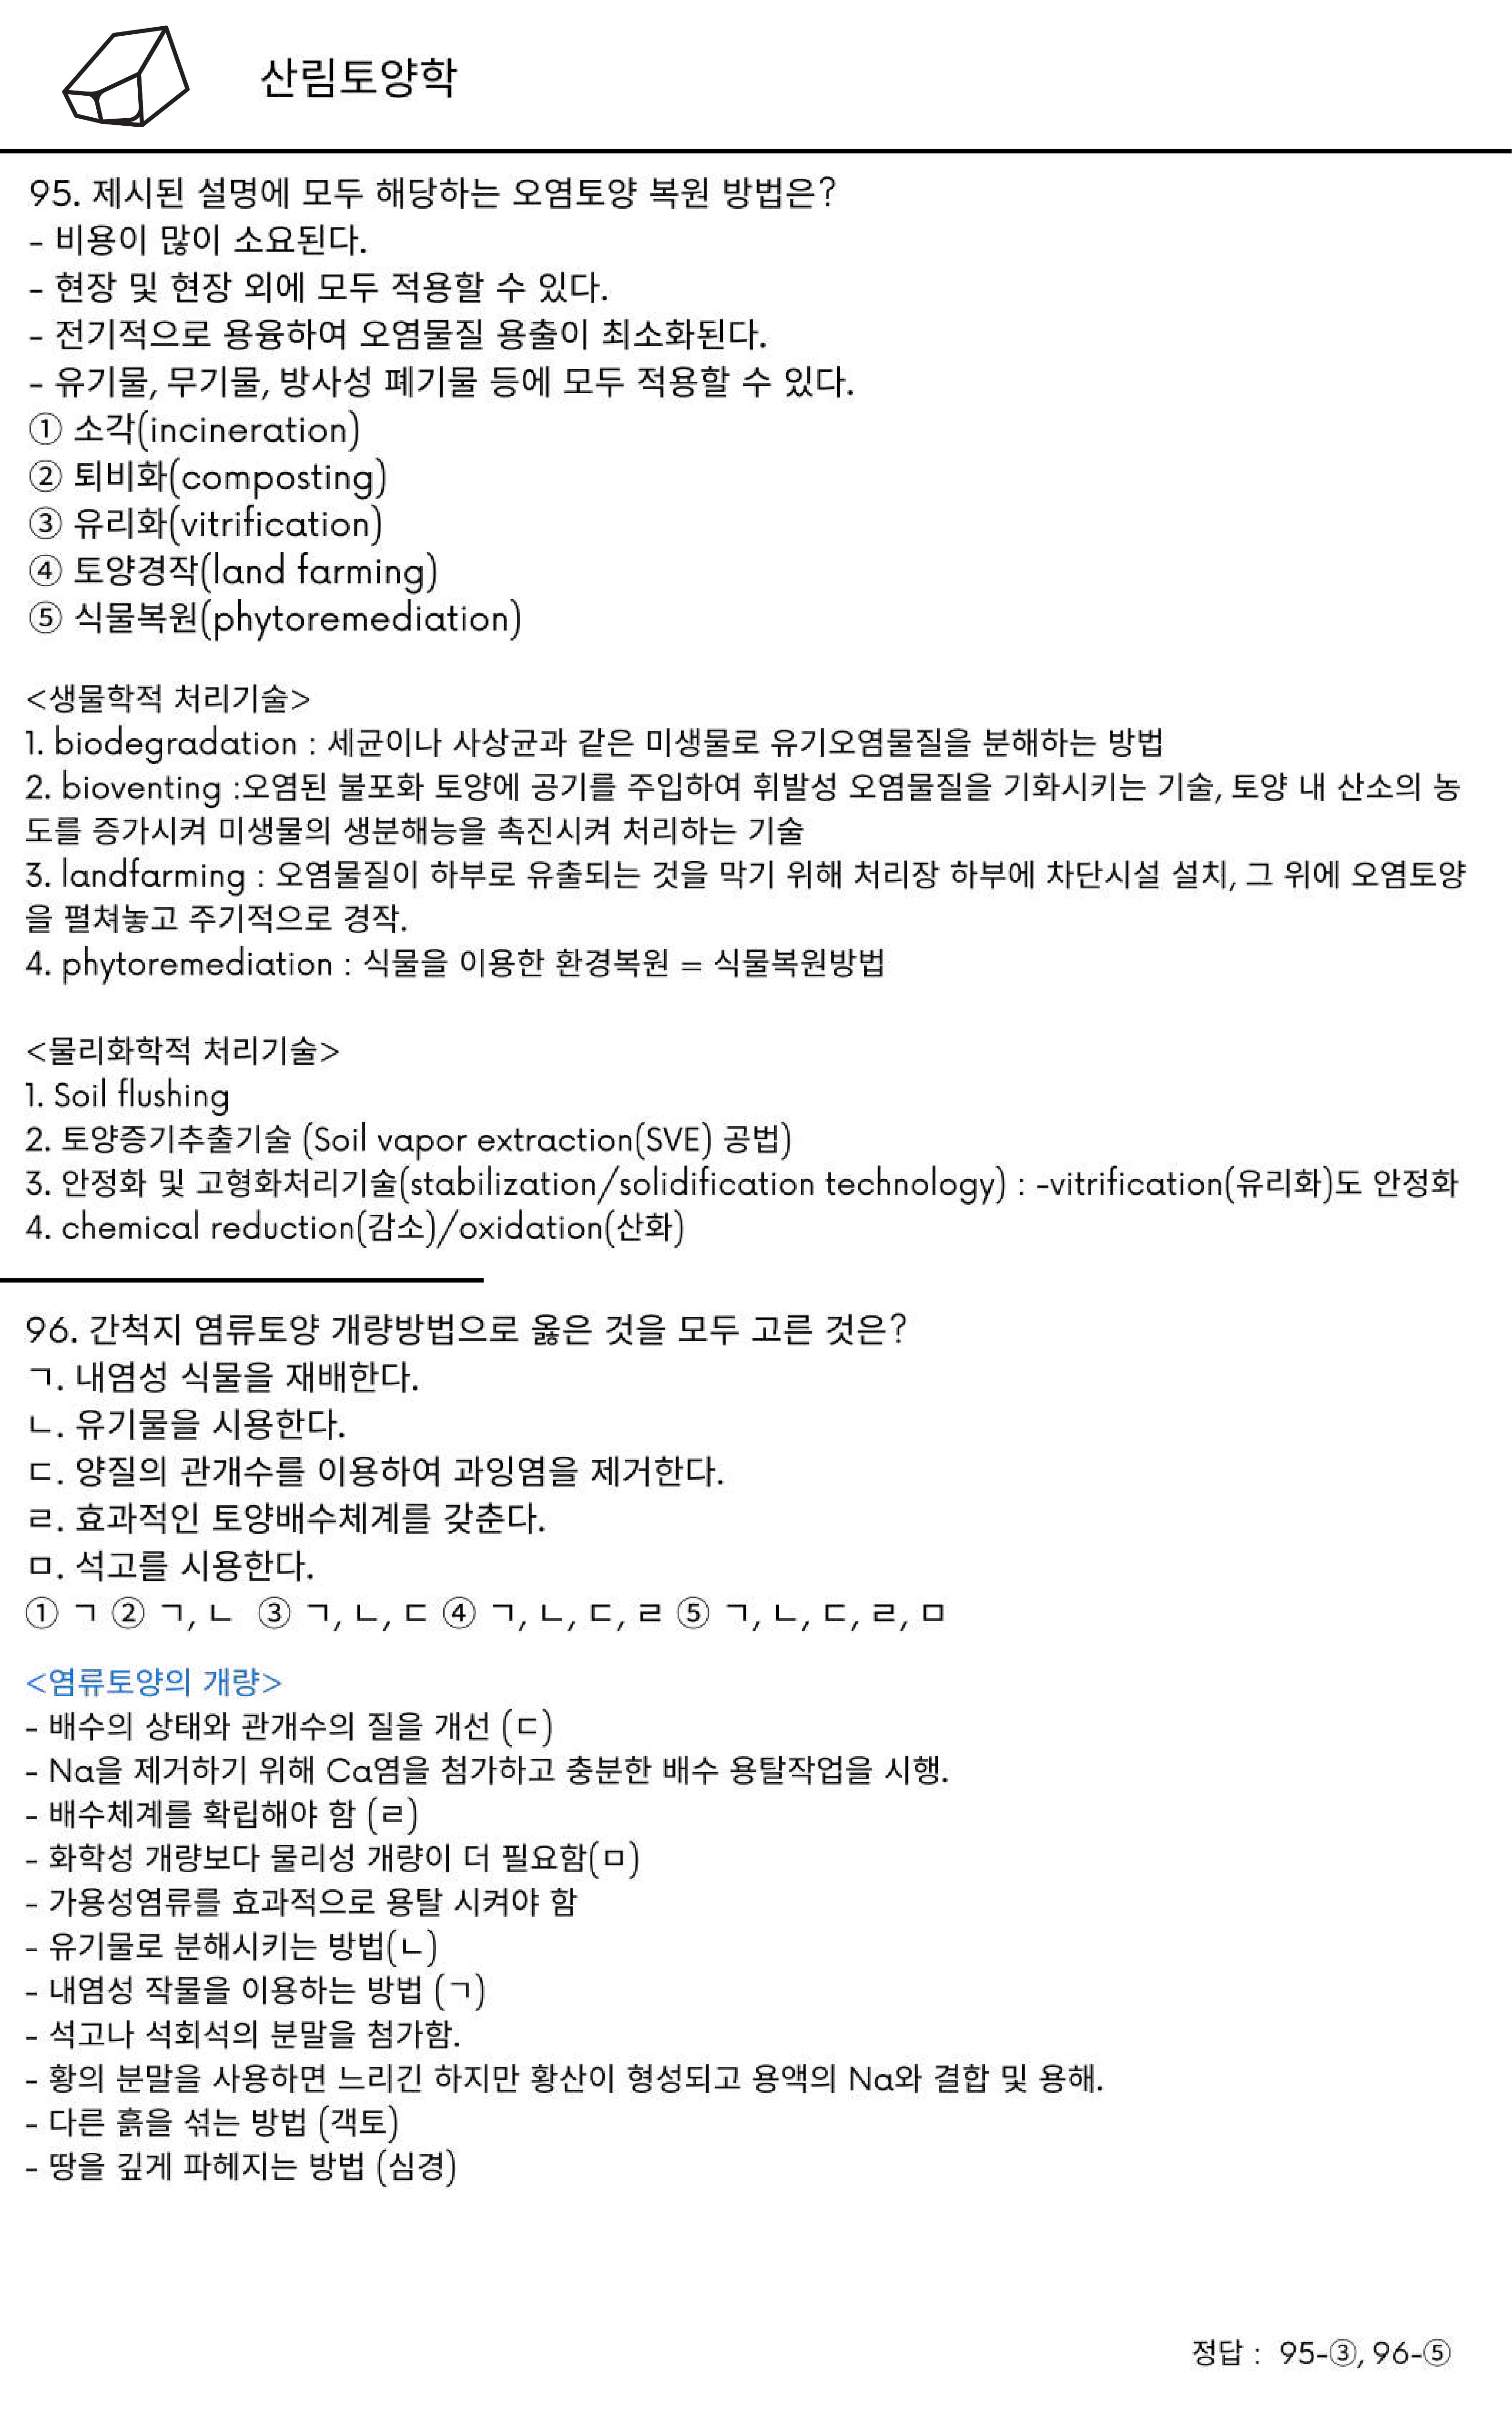 산림토양학
95. 제시된 설명에 모두 해당하는 오염토양 복원 방법은?
- 비용이 많이 소요된다.
- 현장 및 현장 외에 모두 적용할 수 있다.
- 전기적으로 용융하여 오염물질 용출이 최소화된다.
- 유기물, 무기물, 방사성 폐기물 등에 모두 적용할 수 있다.
① 소각(incineration)
② 퇴비화(composting)
③ 유리화(vitrification)
④ 토양경작(land farming)
⑤ 식물복원(phytoremediation)
<생물학적 처리기술>
1. biodegradation : 세균이나 사상균과 같은 미생물로 유기오염물질을 분해하는 방법
2. bioventing :오염된 불포화 토양에 공기를 주입하여 휘발성 오염물질을 기화시키는 기술, 토양 내 산소의 농
도를 증가시켜 미생물의 생분해능을 촉진시켜 처리하는 기술
3. landfarming : 오염물질이 하부로 유출되는 것을 막기 위해 처리장 하부에 차단시설 설치, 그 위에 오염토양
을 펼쳐놓고 주기적으로 경작.
4. phytoremediation : 식물을 이용한 환경복원 = 식물복원방법
<물리화학적 처리기술>
1. Soil flushing
2. 토양증기추출기술 (Soil vapor extraction(SVE) 공법)
3. 안정화 및 고형화처리기술(stabilization/solidification technology) : -vitrification(유리화)도 안정화
4. chemical reduction(감소)/oxidation(산화)
96. 간척지 염류토양 개량방법으로 옳은 것을 모두 고른 것은?
ㄱ. 내염성 식물을 재배한다.
ㄴ. 유기물을 시용한다.
ㄷ. 양질의 관개수를 이용하여 과잉염을 제거한다.
ㄹ. 효과적인 토양배수체계를 갖춘다.
ㅁ. 석고를 시용한다.
① ㄱ ② ㄱ, ㄴ ③ ㄱ, ㄴ, ㄷ ④ ㄱ, ㄴ, ㄷ, ㄹ ⑤ ㄱ, ㄴ, ㄷ, ㄹ, ㅁ
<염류토양의 개량>
- 배수의 상태와 관개수의 질을 개선 (ㄷ)
- Na을 제거하기 위해 Ca염을 첨가하고 충분한 배수 용탈작업을 시행.
- 배수체계를 확립해야 함 (ㄹ)
- 화학성 개량보다 물리성 개량이 더 필요함(ㅁ)
- 가용성염류를 효과적으로 용탈 시켜야 함
- 유기물로 분해시키는 방법(ㄴ)
- 내염성 작물을 이용하는 방법 (ㄱ)
- 석고나 석회석의 분말을 첨가함.
- 황의 분말을 사용하면 느리긴 하지만 황산이 형성되고 용액의 Na와 결합 및 용해.
- 다른 흙을 섞는 방법 (객토)
- 땅을 깊게 파헤지는 방법 (심경)
정답 : 95-③, 96-⑤